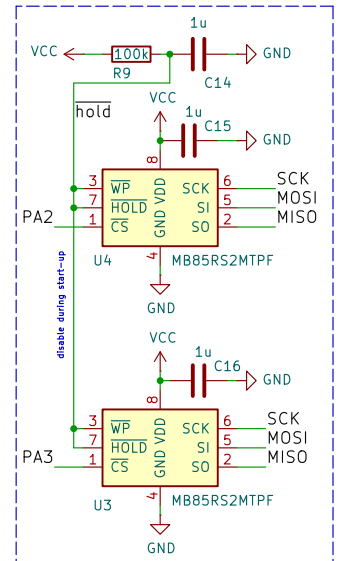 1u
VCC 100k GND
R9 C14
hold
VCC
1u
C15
GND
8
3 WP VDD SCK 6 SCK
7 HOLD SI 5 MOSI
PA2 1 CS GND SO 2 MISO
U4 4 MB85RS2MTPF
GND
disable during start-up
VCC
1u
C16
GND
8
3 WP VDD SCK 6 SCK
7 HOLD SI 5 MOSI
PA3 1 CS GND SO 2 MISO
U3 4 MB85RS2MTPF
GND